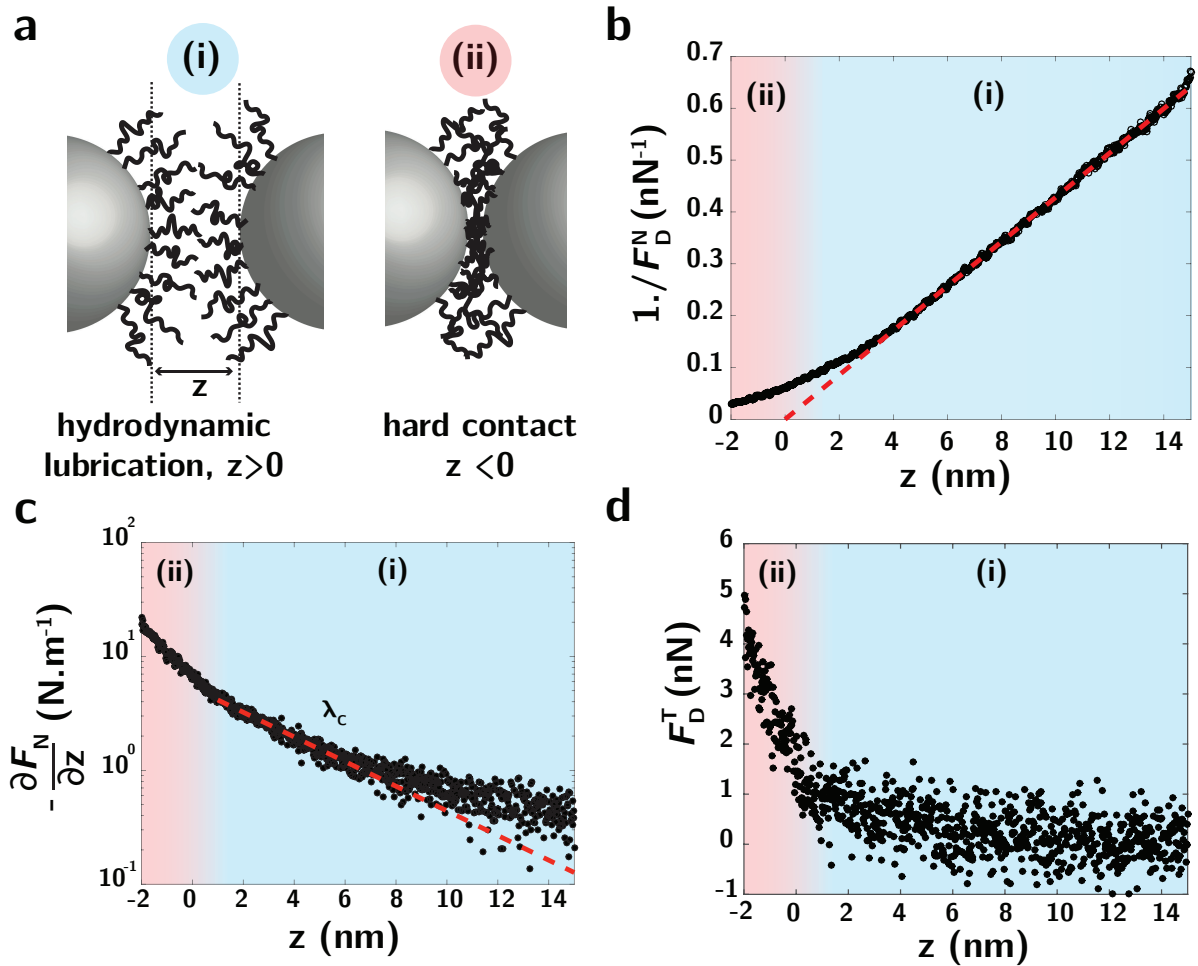 a
(i)
(ii)
z
hydrodynamic
lubrication, z>0
hard contact
z <0
b
0.7
0.6
0.5
0.4
0.3
0.2
0.1
0
1./F_D^N (nN^-1)
(ii)
(i)
-2 0 2 4 6 8 10 12 14
z (nm)
c
10^2
10^1
10^0
10^-1
- ∂F_N/∂z (N.m^-1)
(ii)
(i)
λ_c
-2 0 2 4 6 8 10 12 14
z (nm)
d
6
5
4
3
2
1
0
-1
F_D^T (nN)
(ii)
(i)
-2 0 2 4 6 8 10 12 14
z (nm)